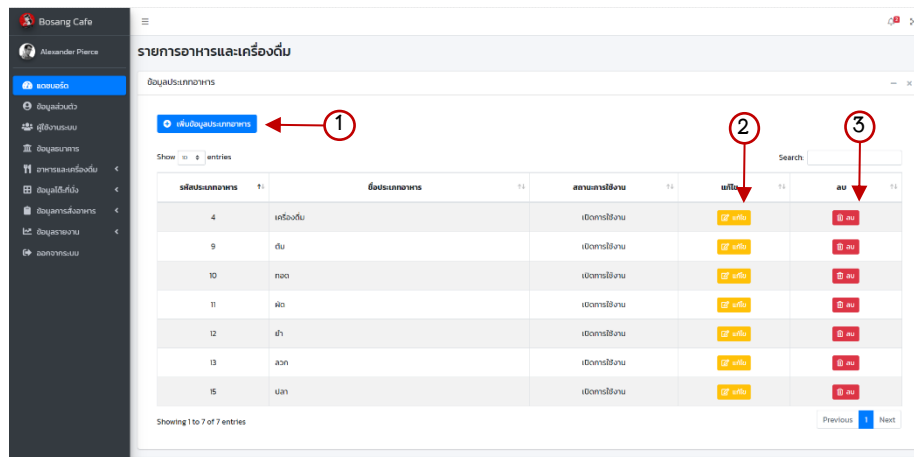 Bosang Cafe
3
Alexander Pierce
รายการอาหารและเครื่องดื่ม
แดชบอร์ด
ข้อมูลส่วนตัว
ผู้ใช้งานระบบ
ข้อมูลธนาคาร
อาหารและเครื่องดื่ม
ข้อมูลโต๊ะที่นั่ง
ข้อมูลการสั่งอาหาร
ข้อมูลรายงาน
ออกจากระบบ
ข้อมูลประเภทอาหาร
เพิ่มข้อมูลประเภทอาหาร
1
2
3
Show 10 entries
Search:
รหัสประเภทอาหาร ชื่อประเภทอาหาร สถานะการใช้งาน แก้ไข ลบ
4 เครื่องดื่ม เปิดการใช้งาน แก้ไข ลบ
9 ต้ม เปิดการใช้งาน แก้ไข ลบ
10 ทอด เปิดการใช้งาน แก้ไข ลบ
11 ผัด เปิดการใช้งาน แก้ไข ลบ
12 ยำ เปิดการใช้งาน แก้ไข ลบ
13 ลวก เปิดการใช้งาน แก้ไข ลบ
15 ปลา เปิดการใช้งาน แก้ไข ลบ
Showing 1 to 7 of 7 entries
Previous 1 Next